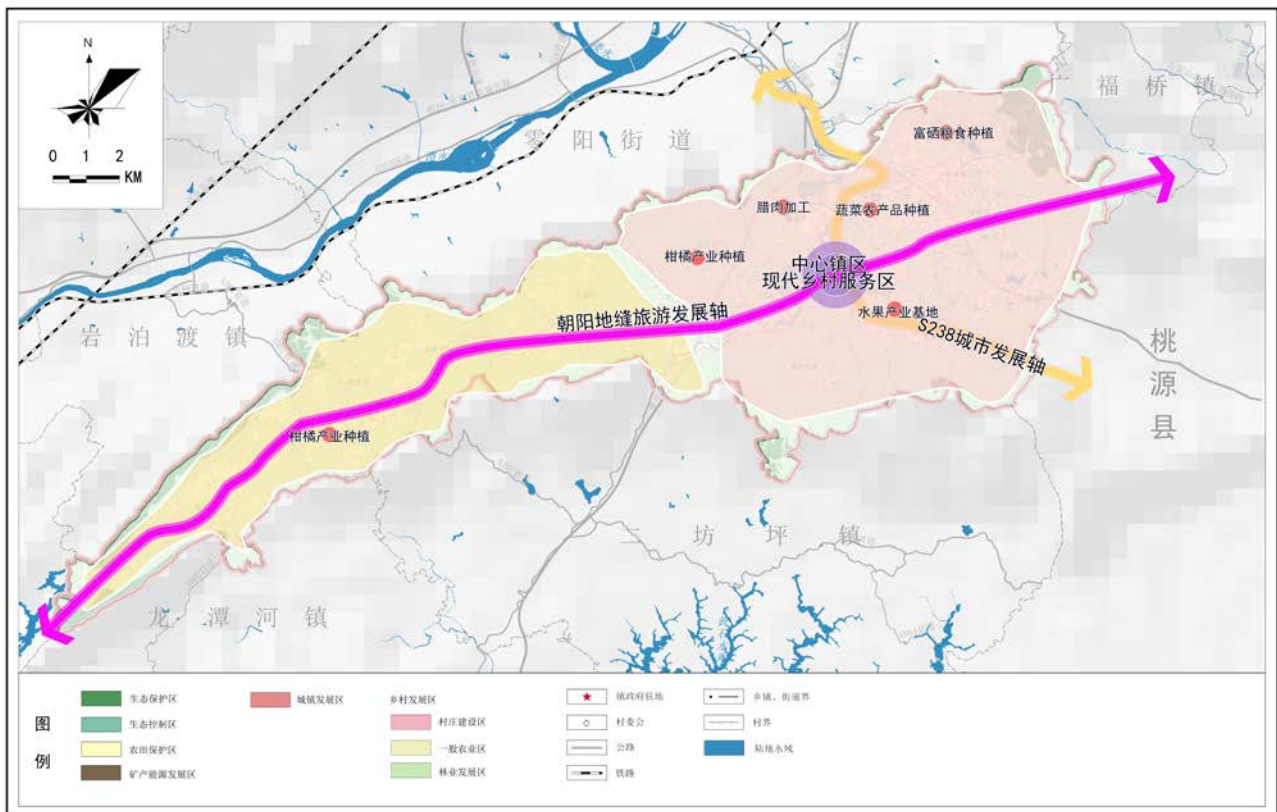 N
0 1 2
KM
福桥镇
零阳街道
富硒粮食种植
腊肉加工
蔬菜农产品种植
柑橘产业种植
中心镇区
现代乡村服务区
水果产业基地
朝阳地缝旅游发展轴
S238城市发展轴
岩泊渡镇
桃源县
柑橘产业种植
二坊坪镇
龙潭河镇
图例
生态保护区
生态控制区
农田保护区
矿产能源发展区
城镇发展区
乡村发展区
村庄建设区
一般农业区
林业发展区
镇政府驻地
村委会
公路
铁路
乡镇、街道界
村界
陆地水域